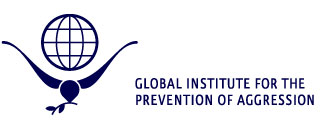 GLOBAL INSTITUTE FOR THE
PREVENTION OF AGGRESSION